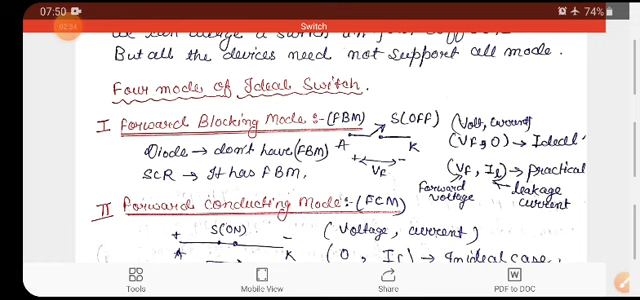 07:50
74%
02:54
Switch
But all the devices need not support all mode.
Four mode of Ideal Switch.
I Forward Blocking Mode:-(FBM)
S(OFF)
(Volt, current)
A
K
(VF, 0) → Ideal
Diode → don't have (FBM)
+ VF -
(VF, Il) → practical
SCR → It has FBM.
Forward voltage
leakage current
II Forward Conducting Mode:-(FCM)
S(ON)
+ -
A K
(Voltage, current)
(0, IF) → In ideal case,
Tools
Mobile View
Share
W
PDF to DOC